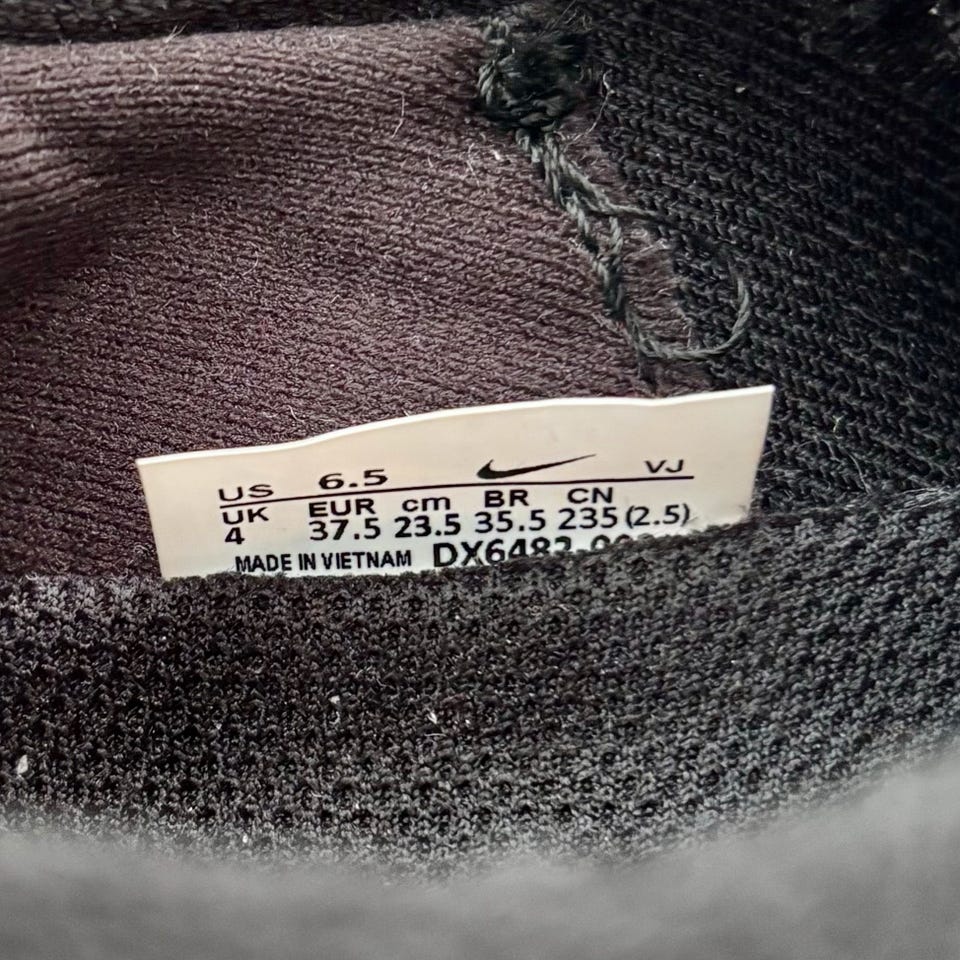 US 6.5 VJ
UK EUR cm BR CN
4 37.5 23.5 35.5 235 (2.5)
MADE IN VIETNAM